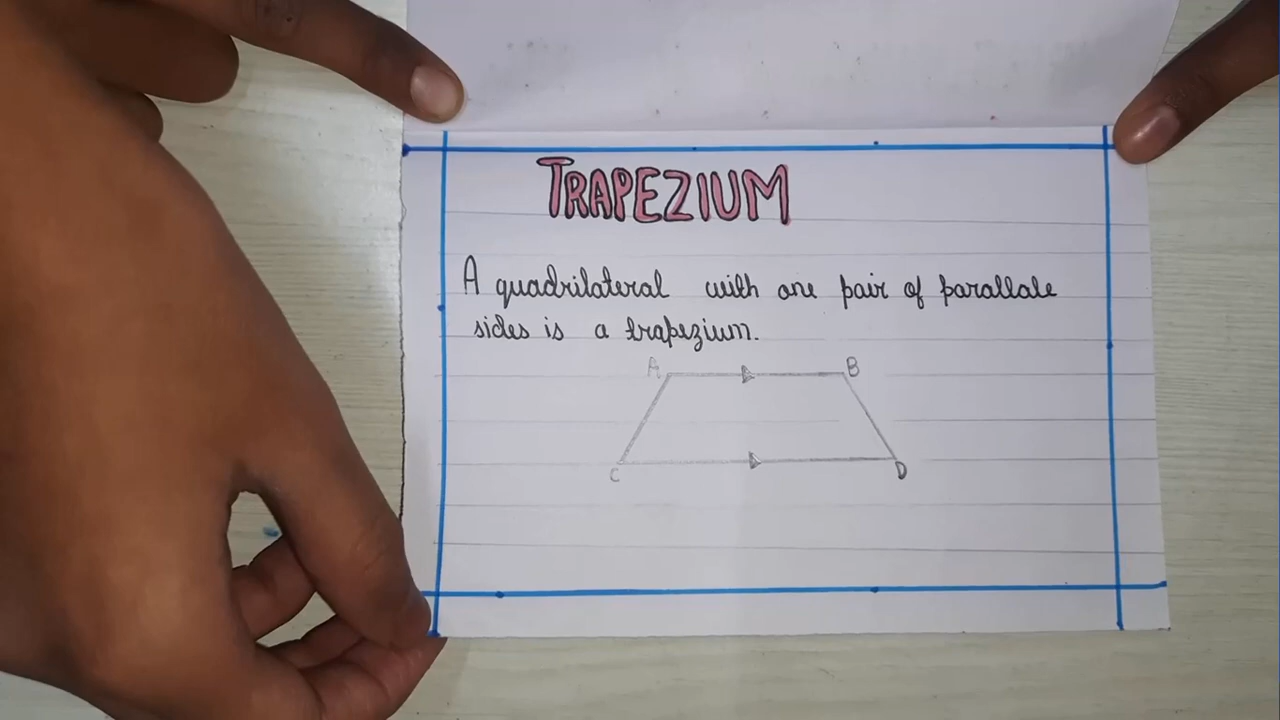 TRAPEZIUM
A quadrilateral with one pair of parallale
sides is a trapezium.
A B
C D